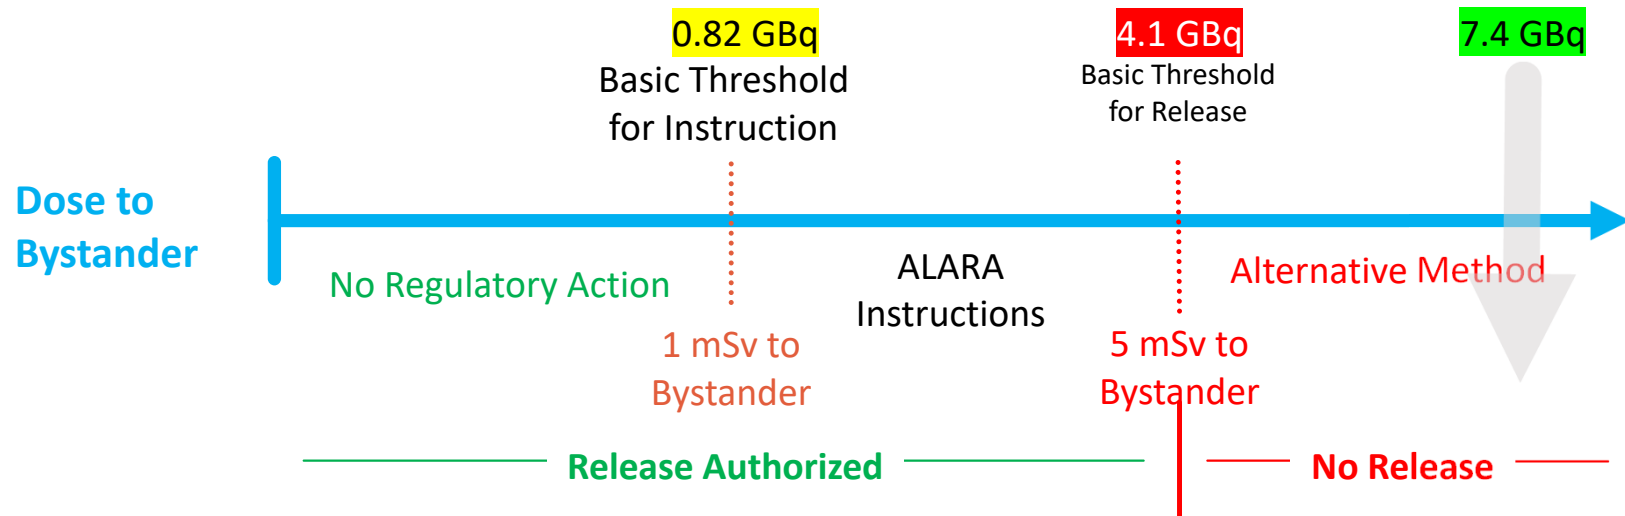 0.82 GBq
Basic Threshold
for Instruction
4.1 GBq
Basic Threshold
for Release
7.4 GBq
Dose to
Bystander
No Regulatory Action
ALARA
Instructions
Alternative Method
1 mSv to
Bystander
5 mSv to
Bystander
Release Authorized
No Release